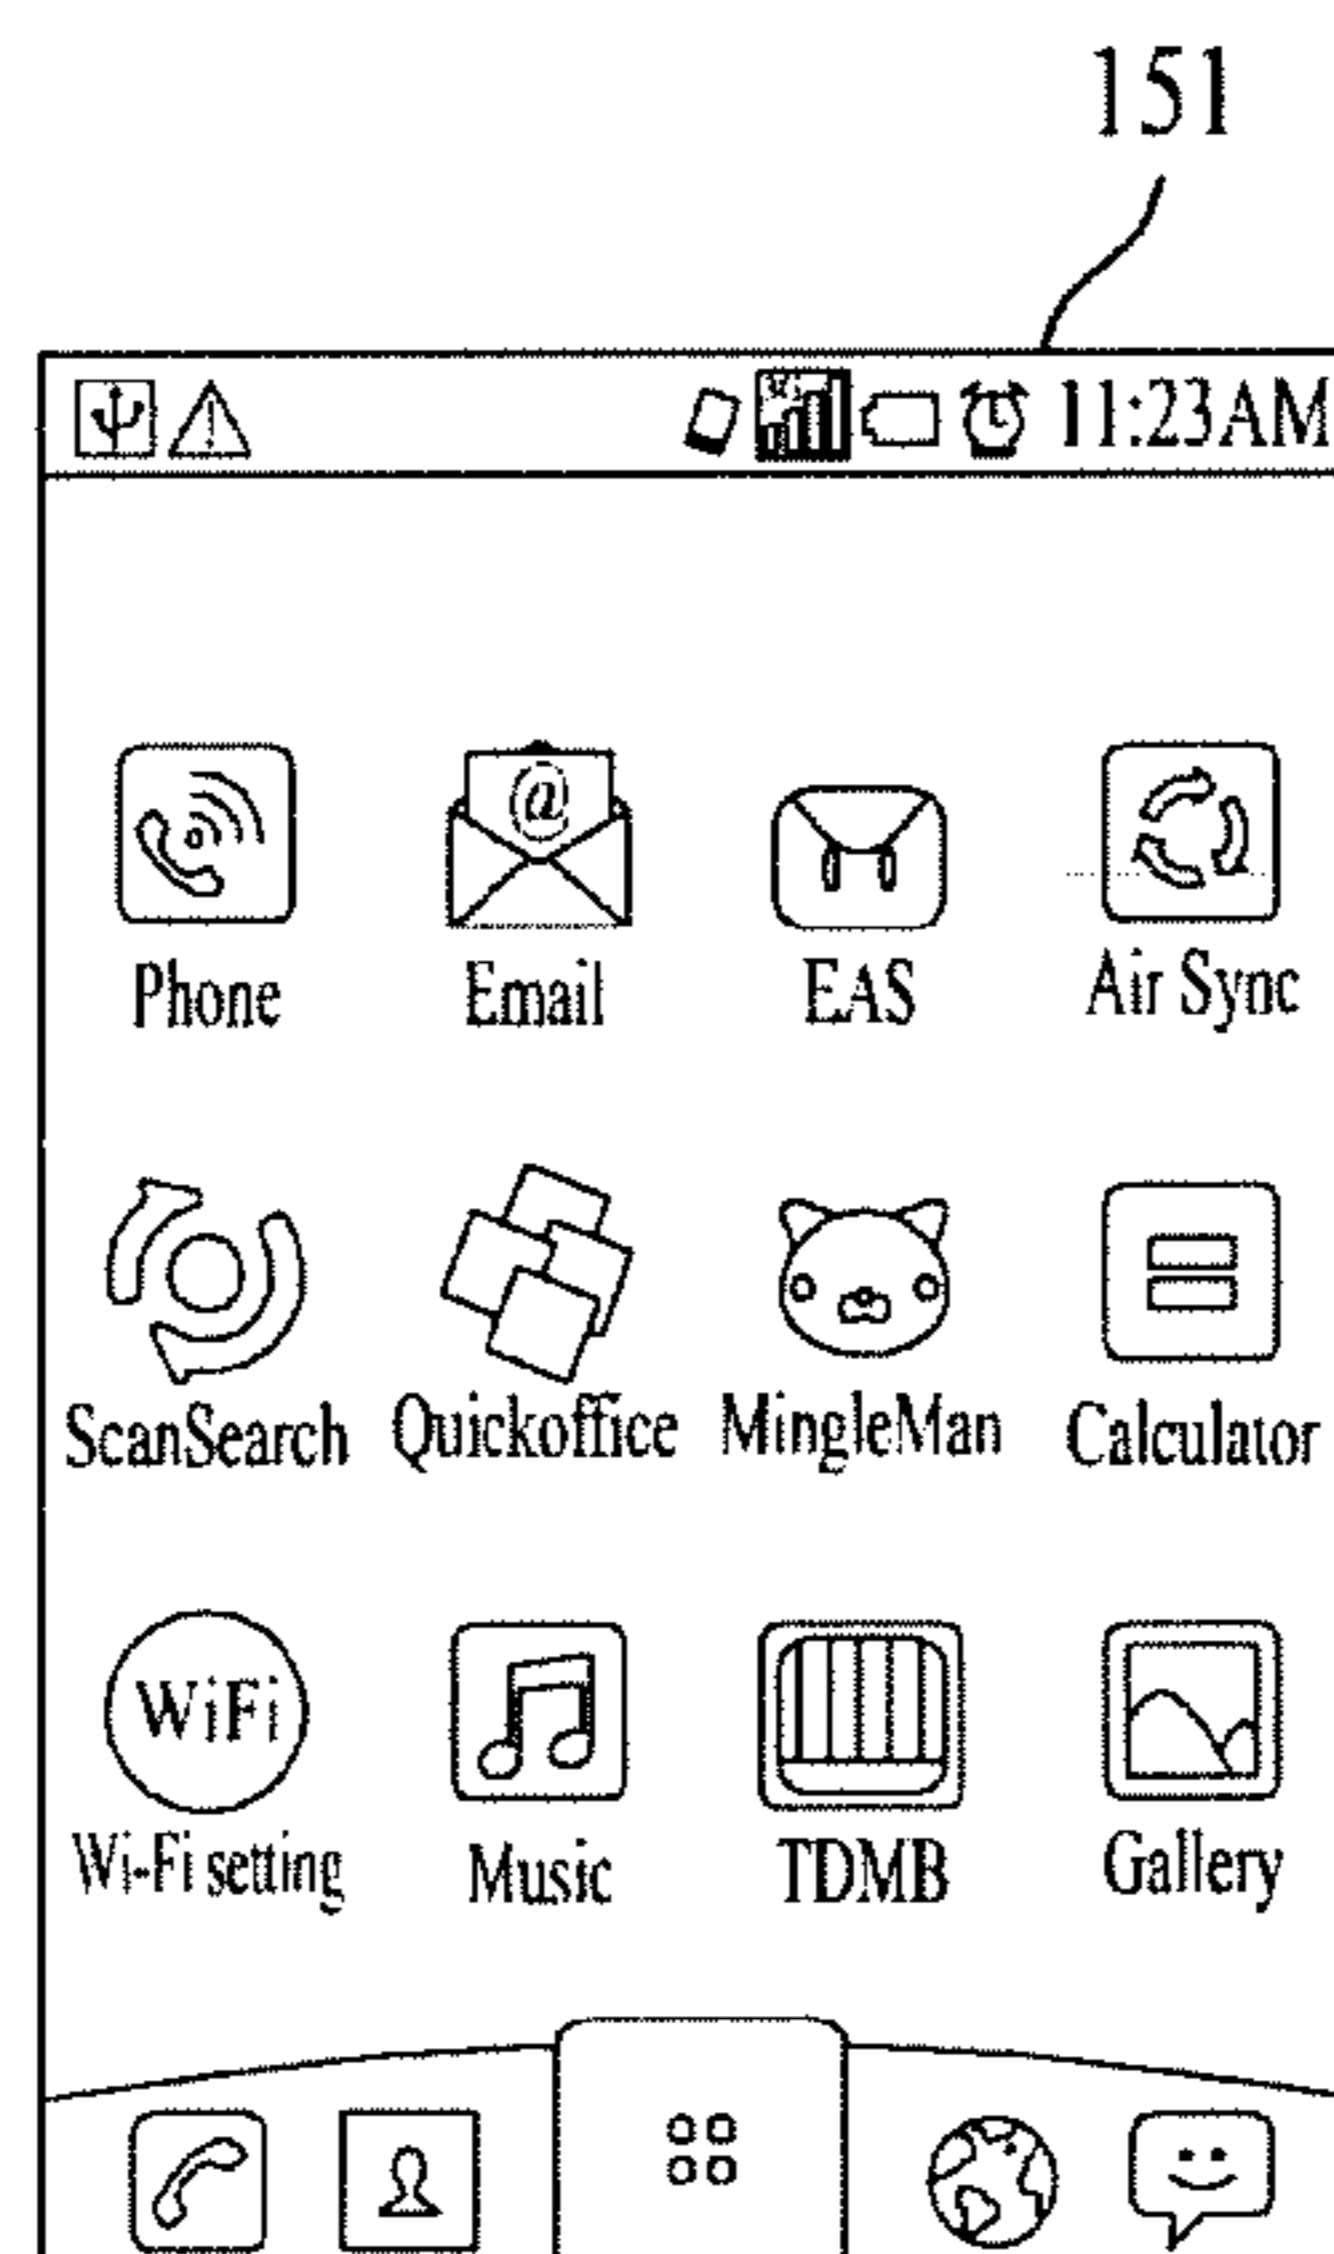 151
11:23AM
@
Phone Email EAS Air Sync
ScanSearch Quickoffice MingleMan Calculator
WiFi
Wi-Fi setting Music TDMB Gallery